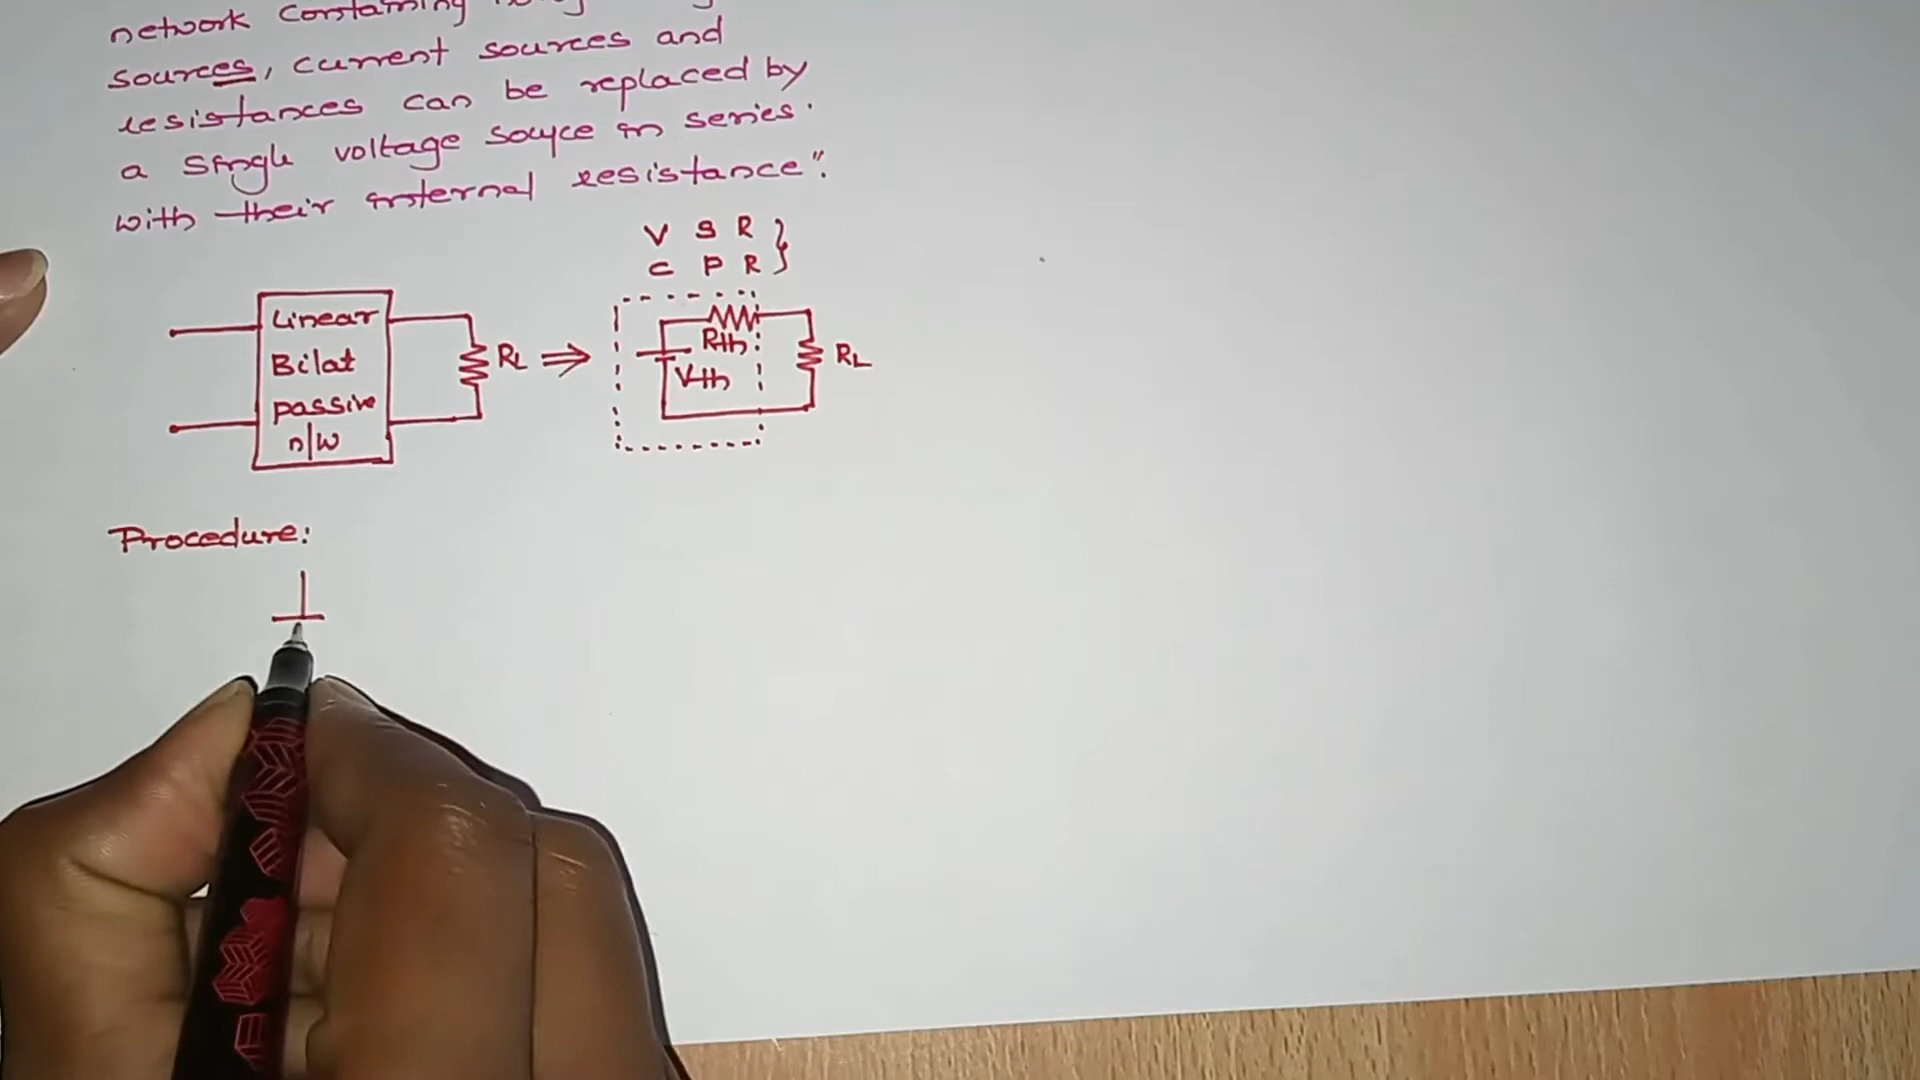 network containing
sources, current sources and
resistances can be replaced by
a single voltage source in series
with their internal resistance".
V S R
C P R
Linear
Bilat
passive
n/w
RL
Rth
Vth
RL
Procedure: